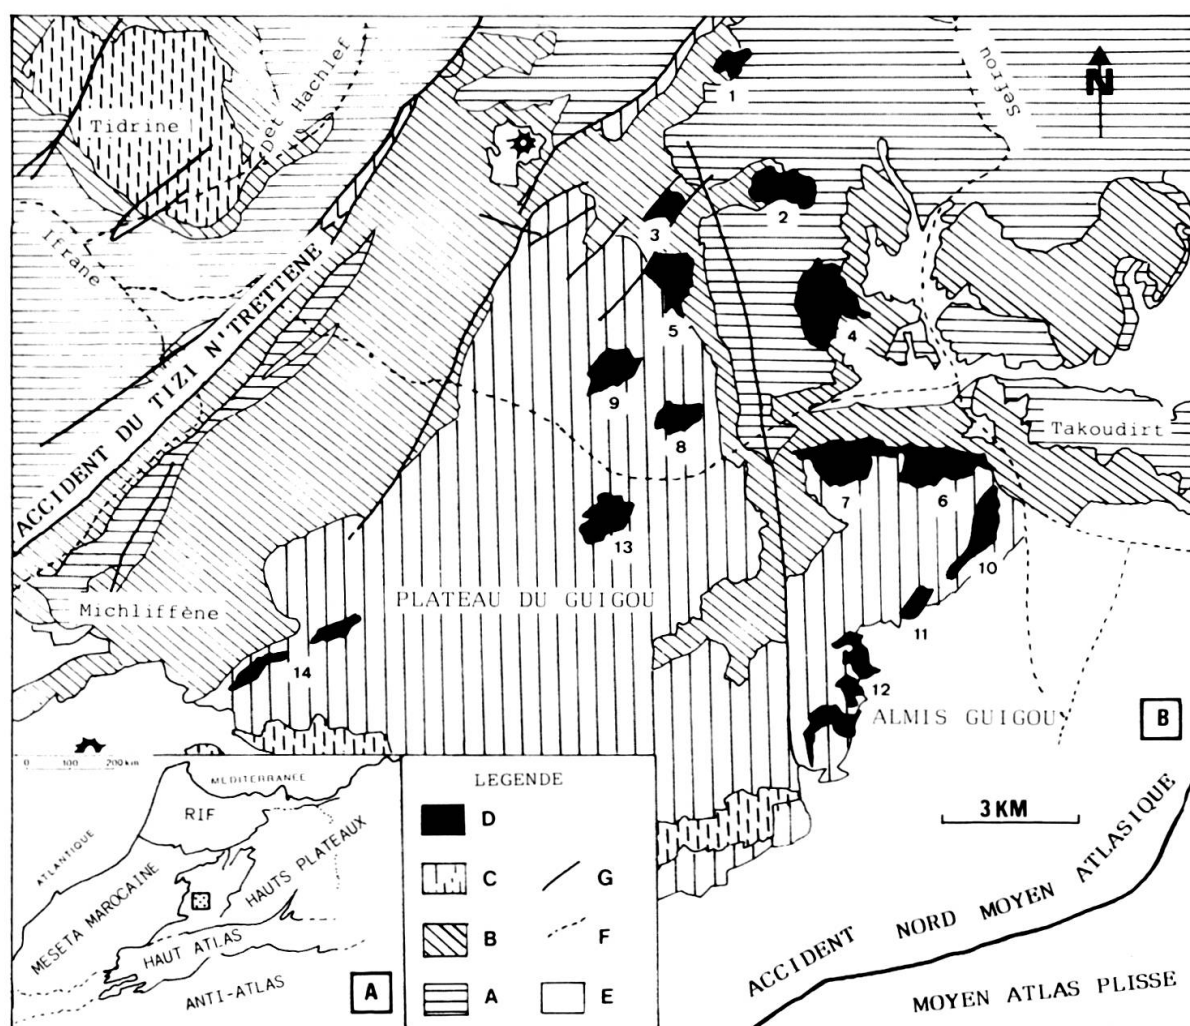 Tidrine
Det Hachlef
Sefrou
N
1
2
3
4
5
Ifrane
ACCIDENT DU TIZI N'TRETTENE
9
8
Takoudirt
7
6
13
10
Michliffène
PLATEAU DU GUIGOU
11
14
12
ALMIS GUIGOU
B
0 100 200 km
MEDITERRANEE
RIF
ATLANTIQUE
MESETA MAROCAINE
HAUTS PLATEAUX
HAUT ATLAS
ANTI-ATLAS
A
LEGENDE
D
C
G
B
F
A
E
3 KM
ACCIDENT NORD MOYEN ATLASIQUE
MOYEN ATLAS PLISSE